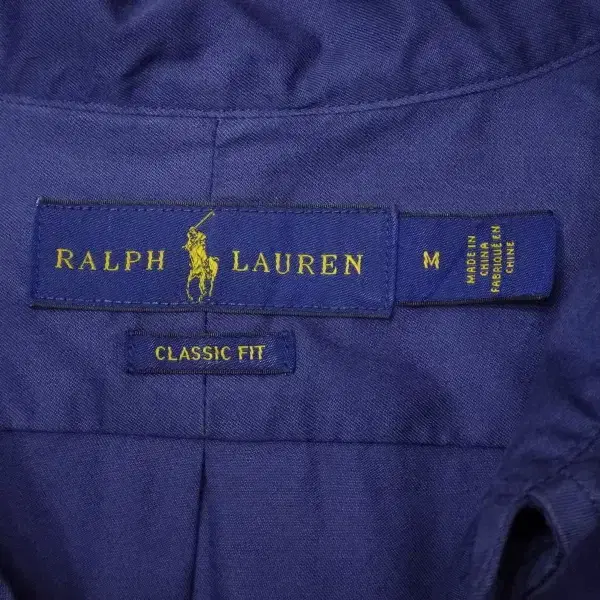 RALPH LAUREN
M
MADE IN
CHINA
FABRIQUÉ EN
CHINE
CLASSIC FIT